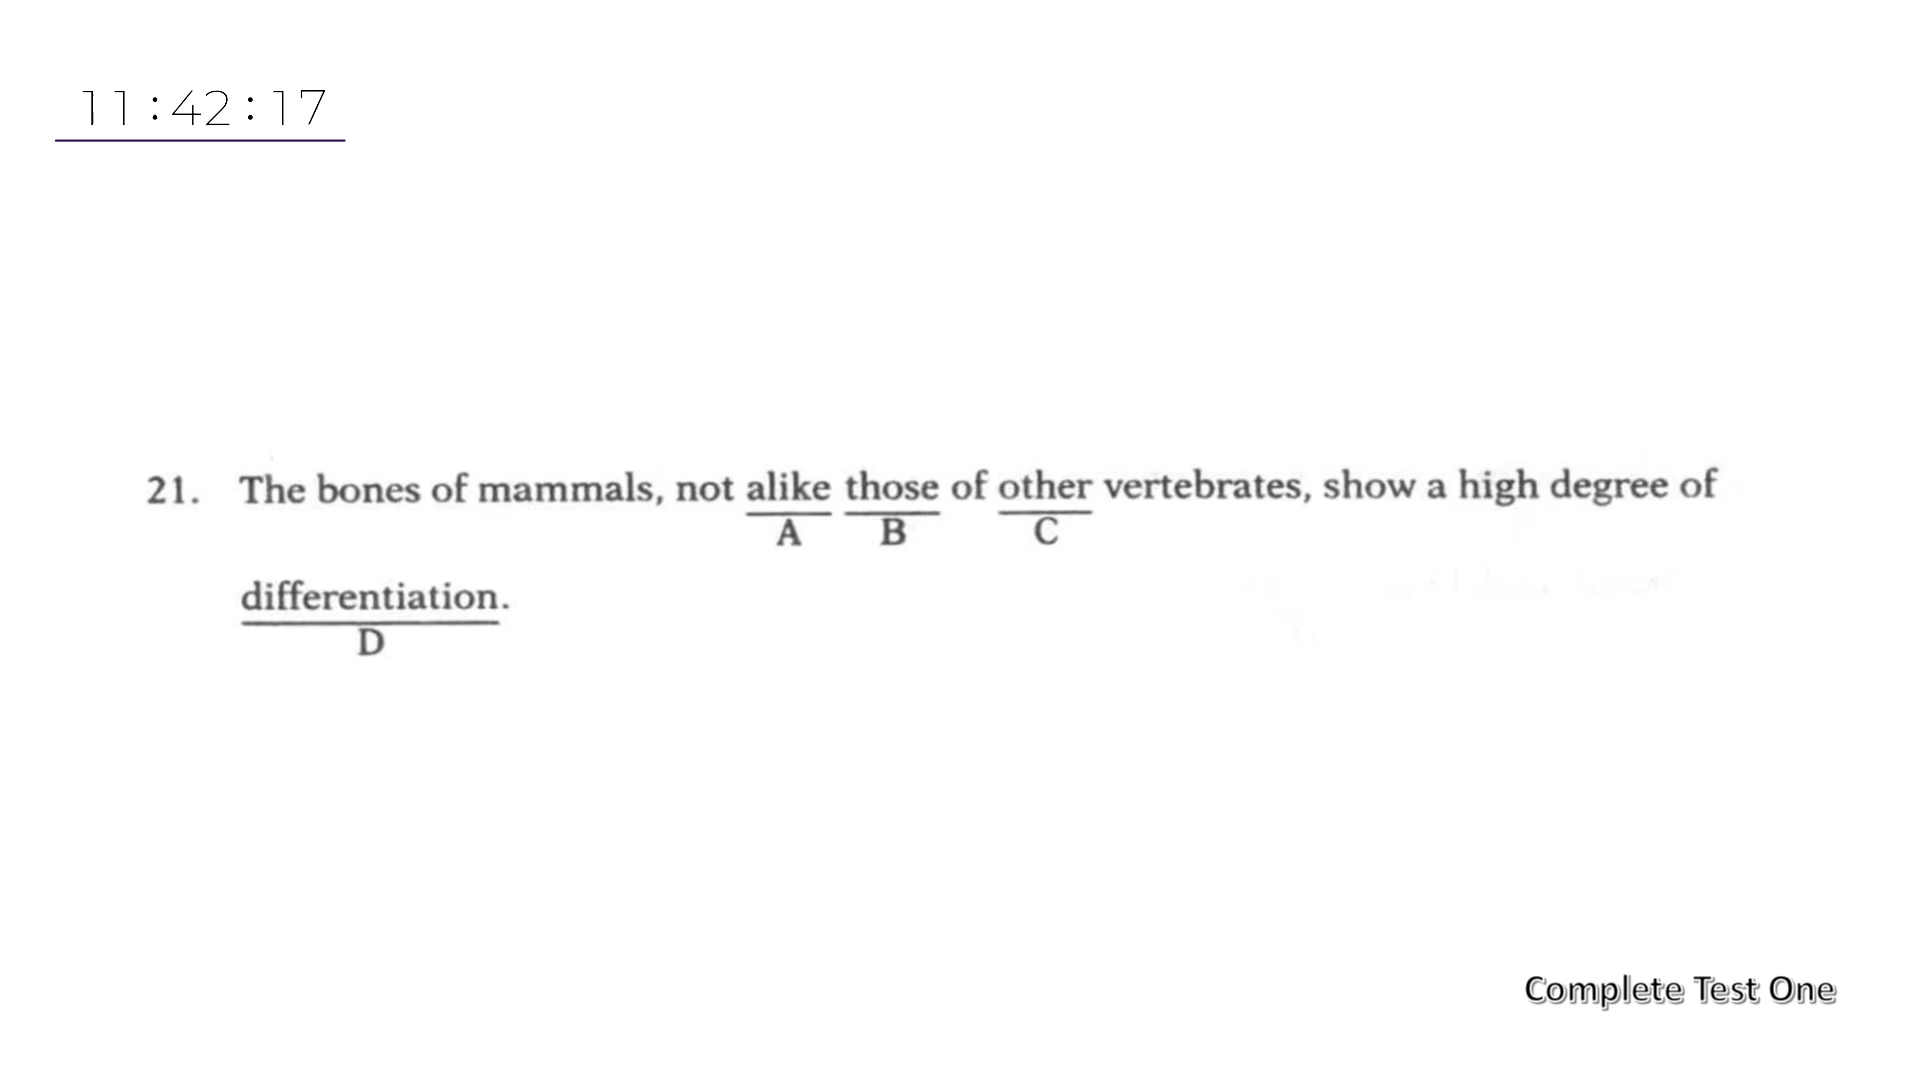 11:42:17
21. The bones of mammals, not alike those of other vertebrates, show a high degree of
A B C
differentiation.
D
Complete Test One